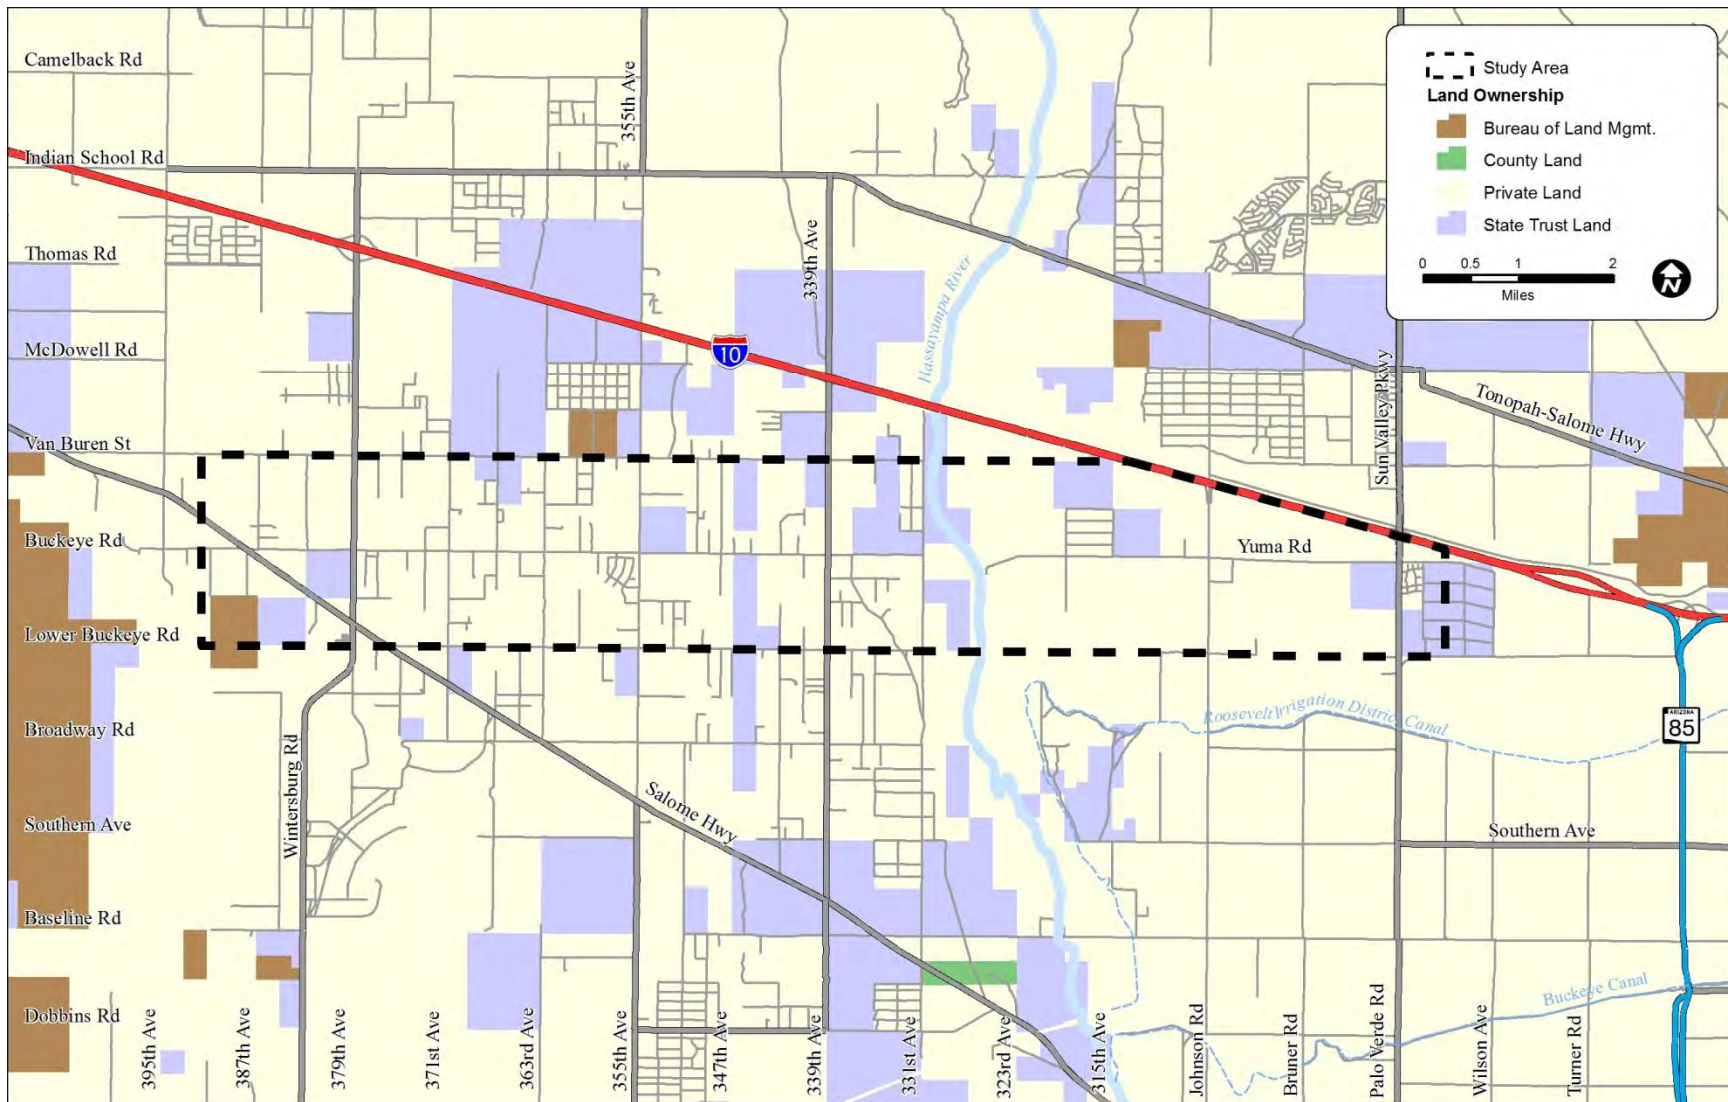 Camelback Rd
Indian School Rd
Thomas Rd
McDowell Rd
Van Buren St
Buckeye Rd
Lower Buckeye Rd
Broadway Rd
Southern Ave
Baseline Rd
Dobbins Rd
355th Ave
339th Ave
10
Hassayampa River
Sun Valley Pkwy
Tonopah-Salome Hwy
Yuma Rd
Roosevelt Irrigation District Canal
ARIZONA
85
Wintersburg Rd
Salome Hwy
Southern Ave
Buckeye Canal
395th Ave
387th Ave
379th Ave
371st Ave
363rd Ave
355th Ave
347th Ave
339th Ave
331st Ave
323rd Ave
315th Ave
Johnson Rd
Bruner Rd
Palo Verde Rd
Wilson Ave
Turner Rd
Study Area
Land Ownership
Bureau of Land Mgmt.
County Land
Private Land
State Trust Land
0 0.5 1 2
Miles
N